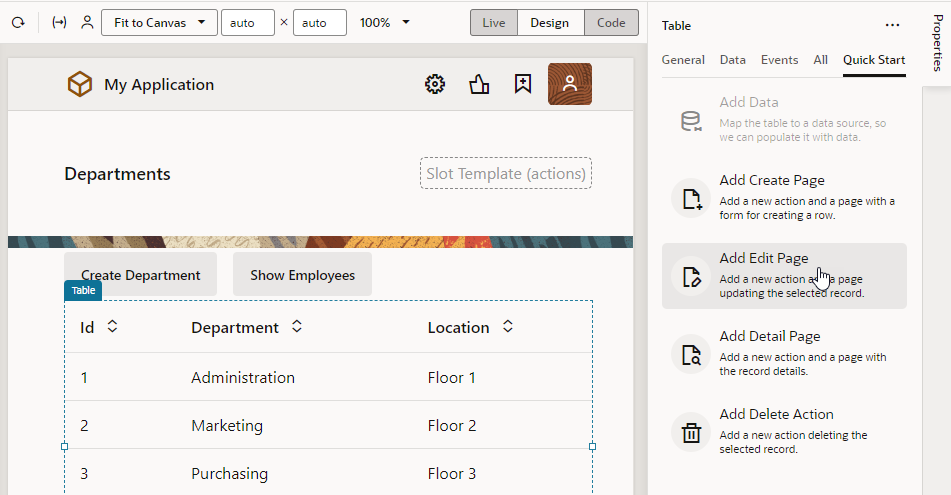 Fit to Canvas auto × auto 100% Live Design Code
My Application
Departments Slot Template (actions)
Create Department Show Employees
Table
Id Department Location
1 Administration Floor 1
2 Marketing Floor 2
3 Purchasing Floor 3
Table ...
General Data Events All Quick Start
Add Data
Map the table to a data source, so
we can populate it with data.
Add Create Page
Add a new action and a page with a
form for creating a row.
Add Edit Page
Add a new action and a page
updating the selected record.
Add Detail Page
Add a new action and a page with
the record details.
Add Delete Action
Add a new action deleting the
selected record.
Properties